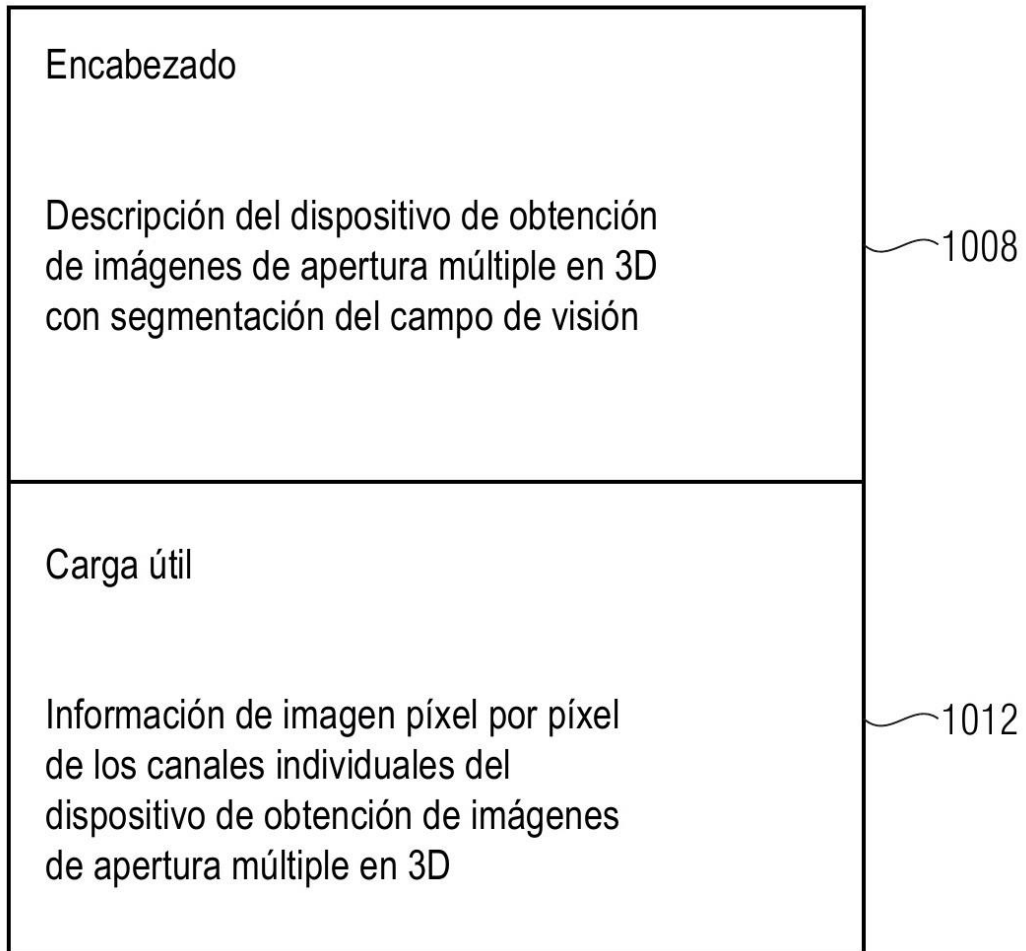 Encabezado
Descripción del dispositivo de obtención
de imágenes de apertura múltiple en 3D
con segmentación del campo de visión
1008
Carga útil
Información de imagen píxel por píxel
de los canales individuales del
dispositivo de obtención de imágenes
de apertura múltiple en 3D
1012